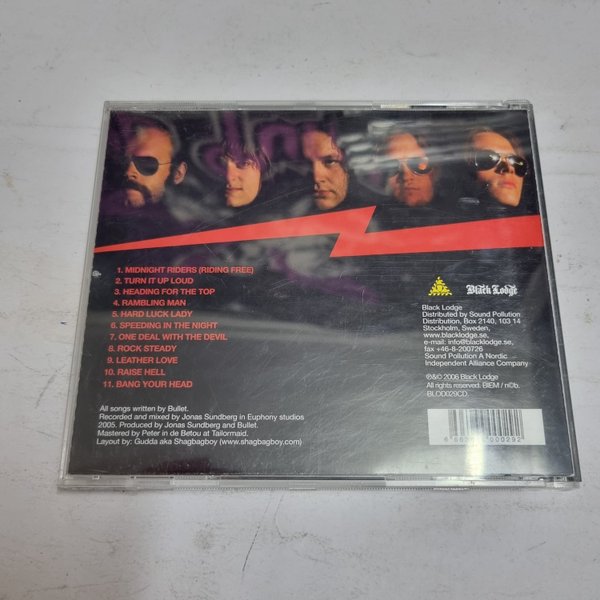 1. MIDNIGHT RIDERS (RIDING FREE)
2. TURN IT UP LOUD
3. HEADING FOR THE TOP
4. RAMBLING MAN
5. HARD LUCK LADY
6. SPEEDING IN THE NIGHT
7. ONE DEAL WITH THE DEVIL
8. ROCK STEADY
9. LEATHER LOVE
10. RAISE HELL
11. BANG YOUR HEAD
All songs written by Bullet.
Recorded and mixed by Jonas Sundberg in Euphony studios
2005. Produced by Jonas Sundberg and Bullet.
Mastered by Peter in de Betou at Tailormaid.
Layout by: Gudda aka Shagbagboy (www.shagbagboy.com)
Black Lodge
Black Lodge
Distributed by Sound Pollution
Distribution, Box 2140, 103 14
Stockholm, Sweden,
www.blacklodge.se,
e-mail: info@blacklodge.se,
fax +46-8-200726
Sound Pollution A Nordic
Independent Alliance Company
℗&© 2006 Black Lodge
All rights reserved. BIEM / n©b.
BLOD029CD
000292